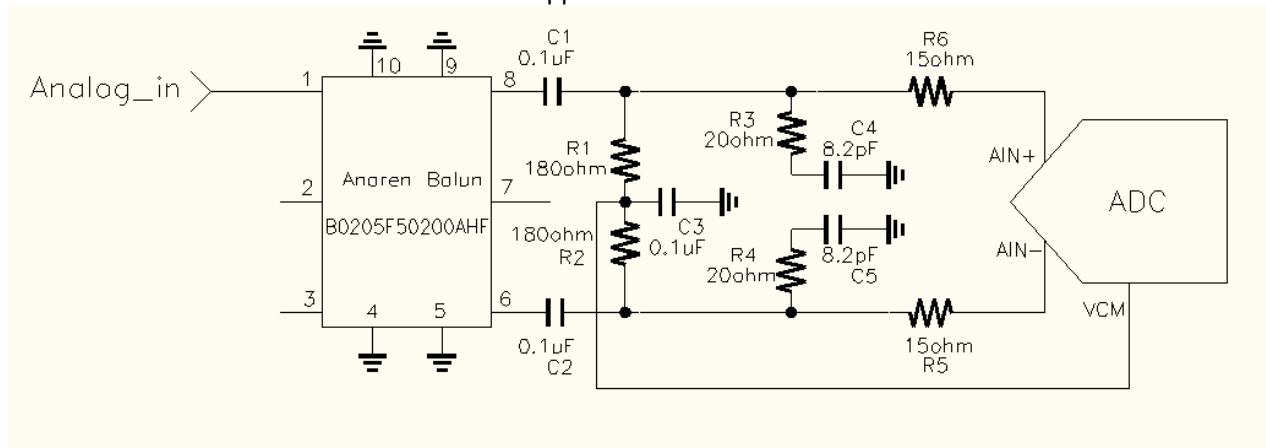 C1
0.1uF
R6
15ohm
10
9
Analog_in
1
8
R3
20ohm
C4
8.2pF
R1
180ohm
AIN+
Anaren Balun
2
7
ADC
B0205F50200AHF
180ohm
R2
C3
0.1uF
R4
20ohm
8.2pF
C5
AIN-
3
4
5
6
VCM
0.1uF
C2
15ohm
R5